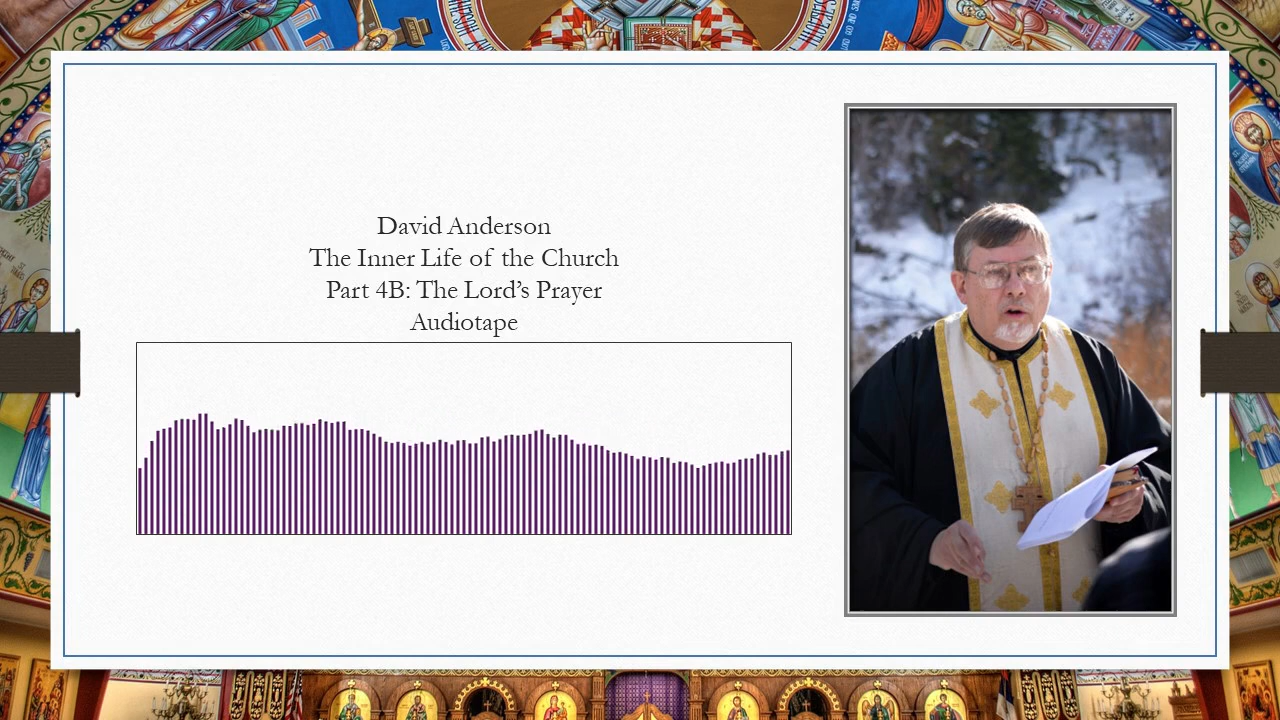 David Anderson
The Inner Life of the Church
Part 4B: The Lord’s Prayer
Audiotape